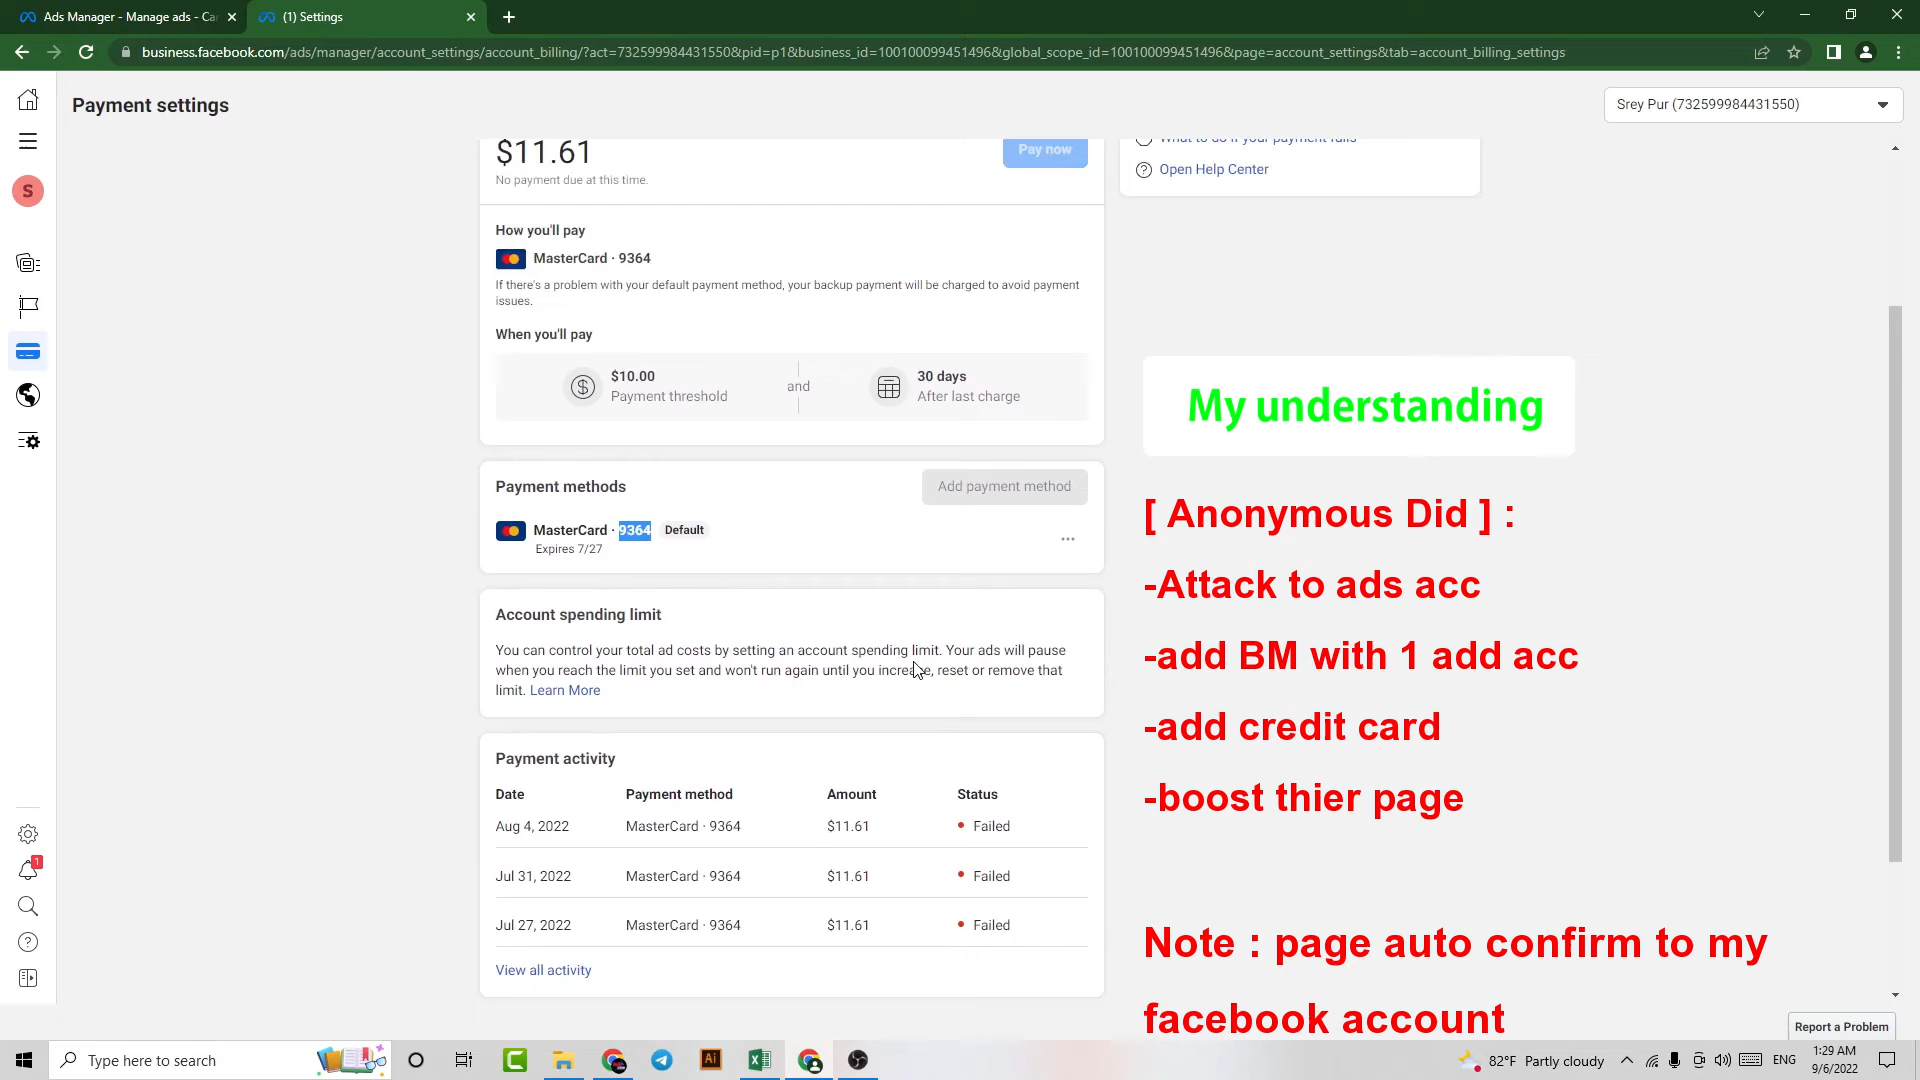 Ads Manager - Manage ads - Ca
(1) Settings
business.facebook.com/ads/manager/account_settings/account_billing/?act=732599984431550&pid=p1&business_id=100100099451496&global_scope_id=100100099451496&page=account_settings&tab=account_billing_settings
Payment settings
Srey Pur (732599984431550)
S
$11.61
Pay now
No payment due at this time.
What to do if your payment fails
Open Help Center
How you'll pay
MasterCard · 9364
If there's a problem with your default payment method, your backup payment will be charged to avoid payment
issues.
When you'll pay
$10.00
Payment threshold
and
30 days
After last charge
My understanding
Payment methods
Add payment method
MasterCard · 9364 Default
Expires 7/27
[ Anonymous Did ] :
-Attack to ads acc
-add BM with 1 add acc
-add credit card
-boost thier page
Account spending limit
You can control your total ad costs by setting an account spending limit. Your ads will pause
when you reach the limit you set and won't run again until you increase, reset or remove that
limit. Learn More
Payment activity
Date Payment method Amount Status
Aug 4, 2022 MasterCard · 9364 $11.61 Failed
Jul 31, 2022 MasterCard · 9364 $11.61 Failed
Jul 27, 2022 MasterCard · 9364 $11.61 Failed
View all activity
1
Note : page auto confirm to my
facebook account
Report a Problem
Type here to search
Ai
82°F Partly cloudy
ENG
1:29 AM
9/6/2022